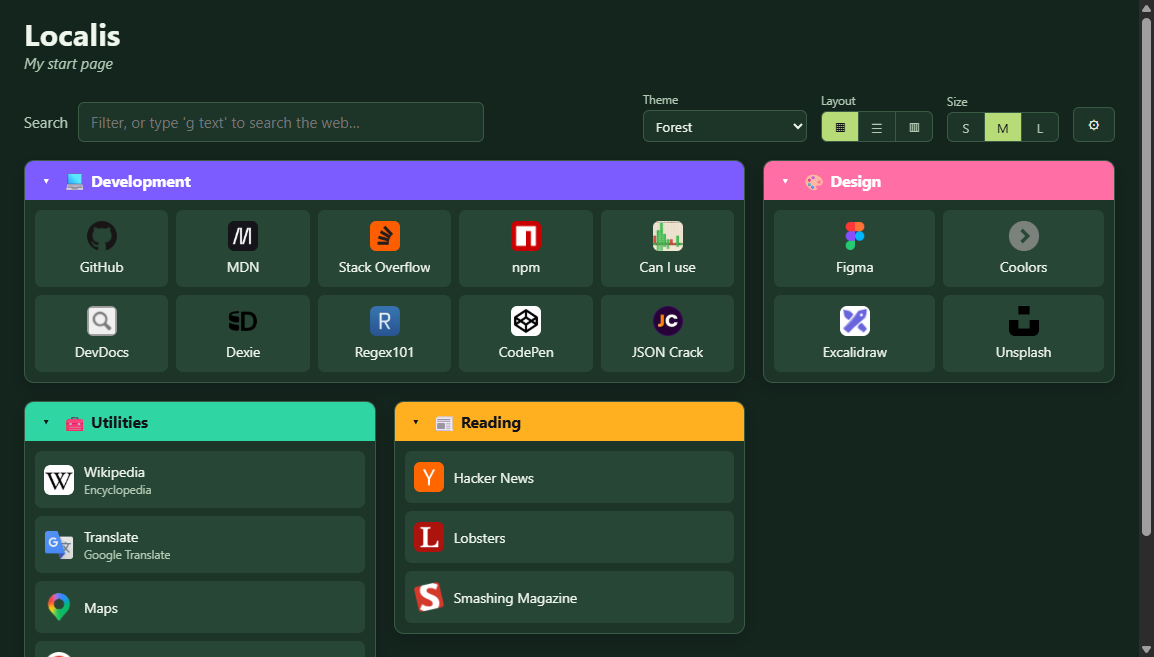 Localis
My start page
Search
Filter, or type 'g text' to search the web...
Theme
Forest
Layout
Size
S
M
L
Development
Design
GitHub
MDN
Stack Overflow
npm
Can I use
Figma
Coolors
DevDocs
Dexie
Regex101
CodePen
JSON Crack
Excalidraw
Unsplash
Utilities
Reading
Wikipedia
Encyclopedia
Hacker News
Translate
Google Translate
Lobsters
Maps
Smashing Magazine